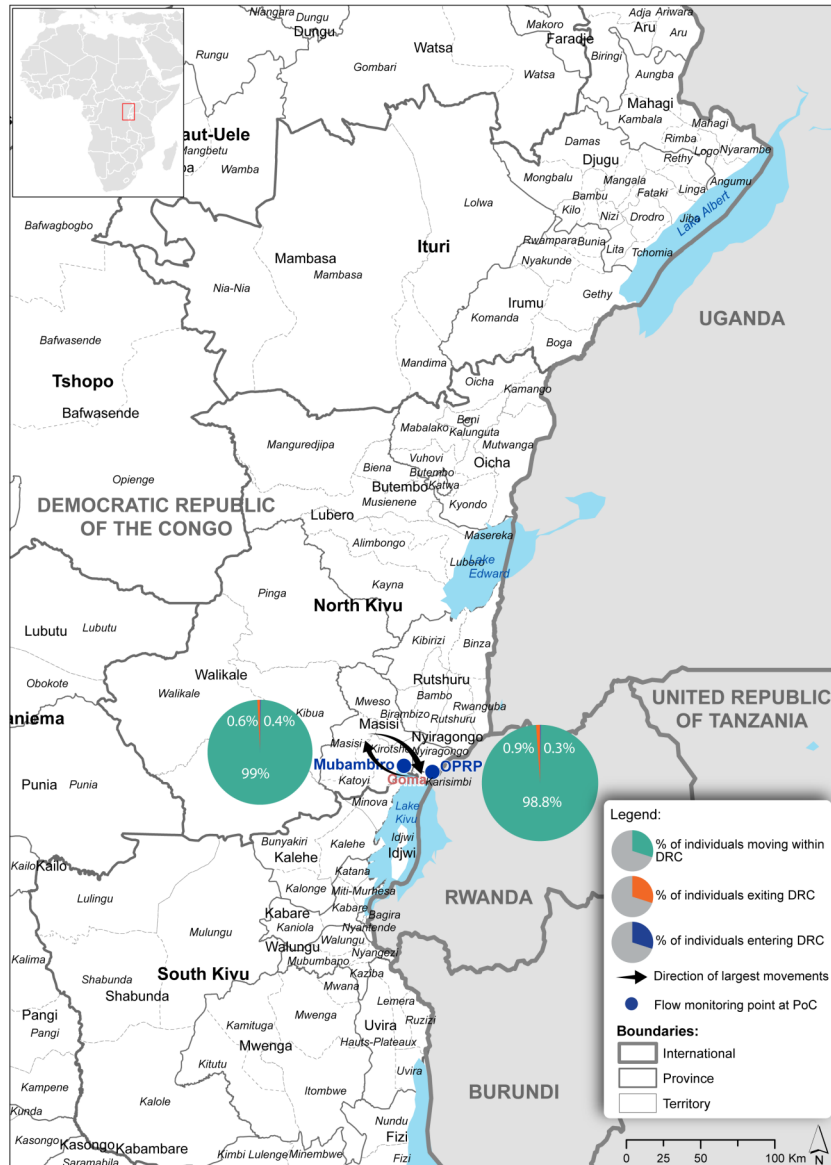 Niangara
Dungu
Dungu
Makoro
Faradje
Adja
Ariwara
Aru
Aru
Watsa
Rungu
Gombari
Watsa
Biringi
Aungba
Mahagi
Kambala
aut-Uele
Mangbetu
Wamba
Mahagi
Rimba
Logo
Nyarambe
Damas
Djugu
Rethy
Mongbalu
Mangala
Angumu
Bambu
Fataki
Linga
Lolwa
Kilo
Nizi
Drodro
Jiba
Lake Albert
Bafwagbogbo
Rwampara
Bunia
Lita
Tchomia
Ituri
Nyakunde
Mambasa
Mambasa
Nia-Nia
Irumu
Gethy
Komanda
UGANDA
Bafwasende
Boga
Mandima
Tshopo
Oicha
Kamango
Bafwasende
Mabalako
Beni
Kalunguta
Manguredjipa
Mutwanga
Vuhovi
Biena
Butembo
Oicha
Opienge
Butembo
Katwa
Musienene
Kyondo
DEMOCRATIC REPUBLIC
OF THE CONGO
Lubero
Masereka
Alimbongo
Lubero
Lake
Edward
Kayna
Pinga
North Kivu
Lubutu
Lubutu
Kibirizi
Binza
Walikale
Rutshuru
Obokote
Walikale
Mweso
Bambo
Rwanguba
UNITED REPUBLIC
OF TANZANIA
aniema
Kibua
Birambizo
Rutshuru
Masisi
Nyiragongo
0.6%
0.4%
99%
Masisi
Kirotshe
Nyiragongo
0.9%
0.3%
98.8%
Mubambiro
OPRP
Punia
Punia
Katoyi
Goma
Karisimbi
Minova
Lake
Kivu
Bunyakiri
Kalehe
Kalehe
Idjwi
Idjwi
Kailo
Kailo
Katana
Lulingu
Kalonge
Miti-Murhesa
RWANDA
Kabare
Kabare
Bagira
Kaniola
Nyantende
Mulungu
Walungu
Walungu
Nyangezi
Kalima
Mubumbano
South Kivu
Kaziba
Shabunda
Shabunda
Mwana
Lemera
Pangi
Pangi
Mwenga
Uvira
Ruzizi
Kamituga
Mwenga
Hauts-Plateaux
Kitutu
Uvira
Kampene
Itombwe
BURUNDI
Kalole
Kunda
Nundu
Kasongo
Kasongo
Kabambare
Fizi
Saramabila
Kimbi Lulenge
Minembwe
Fizi
Legend:
% of individuals moving within
DRC
% of individuals exiting DRC
% of individuals entering DRC
Direction of largest movements
Flow monitoring point at PoC
Boundaries:
International
Province
Territory
0 25 50 100 Km
N